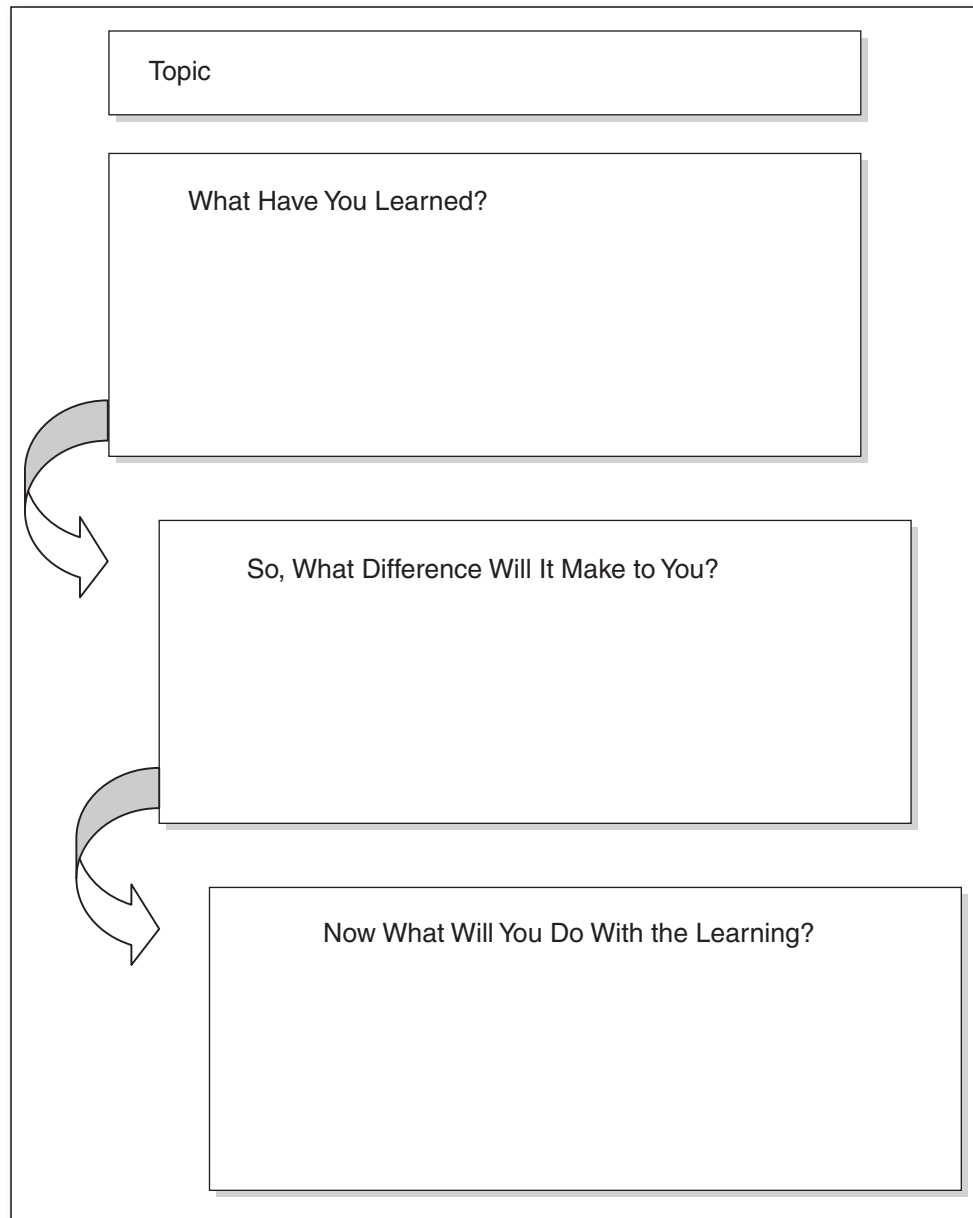 Topic
What Have You Learned?
So, What Difference Will It Make to You?
Now What Will You Do With the Learning?